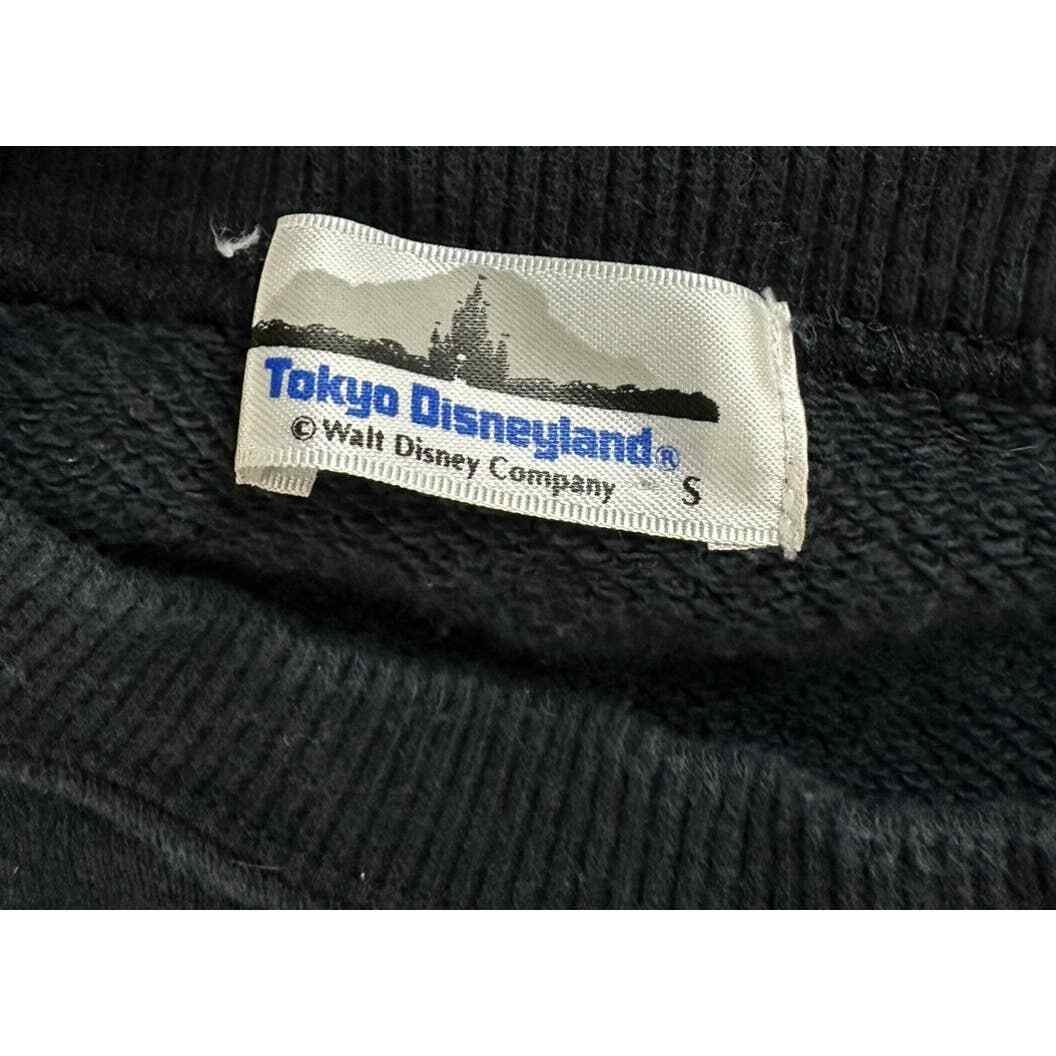 Tokyo Disneyland®
© Walt Disney Company
S